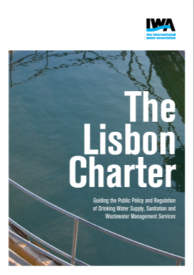 IWA
the international
water association
The
Lisbon
Charter
Guiding the Public Policy and Regulation
of Drinking Water Supply, Sanitation and
Wastewater Management Services